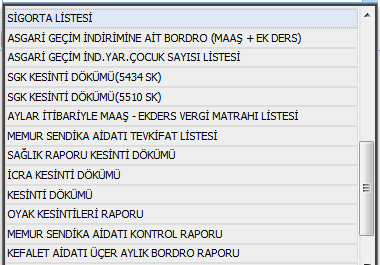 SİGORTA LİSTESİ
ASGARİ GEÇİM İNDİRİMİNE AİT BORDRO (MAAŞ + EK DERS)
ASGARİ GEÇİM İND.YAR.ÇOCUK SAYISI LİSTESİ
SGK KESİNTİ DÖKÜMÜ(5434 SK)
SGK KESİNTİ DÖKÜMÜ(5510 SK)
AYLAR İTİBARİYLE MAAŞ - EKDERS VERGİ MATRAHI LİSTESİ
MEMUR SENDİKA AİDATI TEVKİFAT LİSTESİ
SAĞLIK RAPORU KESİNTİ DÖKÜMÜ
İCRA KESİNTİ DÖKÜMÜ
KESİNTİ DÖKÜMÜ
OYAK KESİNTİLERİ RAPORU
MEMUR SENDİKA AİDATI KONTROL RAPORU
KEFALET AİDATI ÜÇER AYLIK BORDRO RAPORU